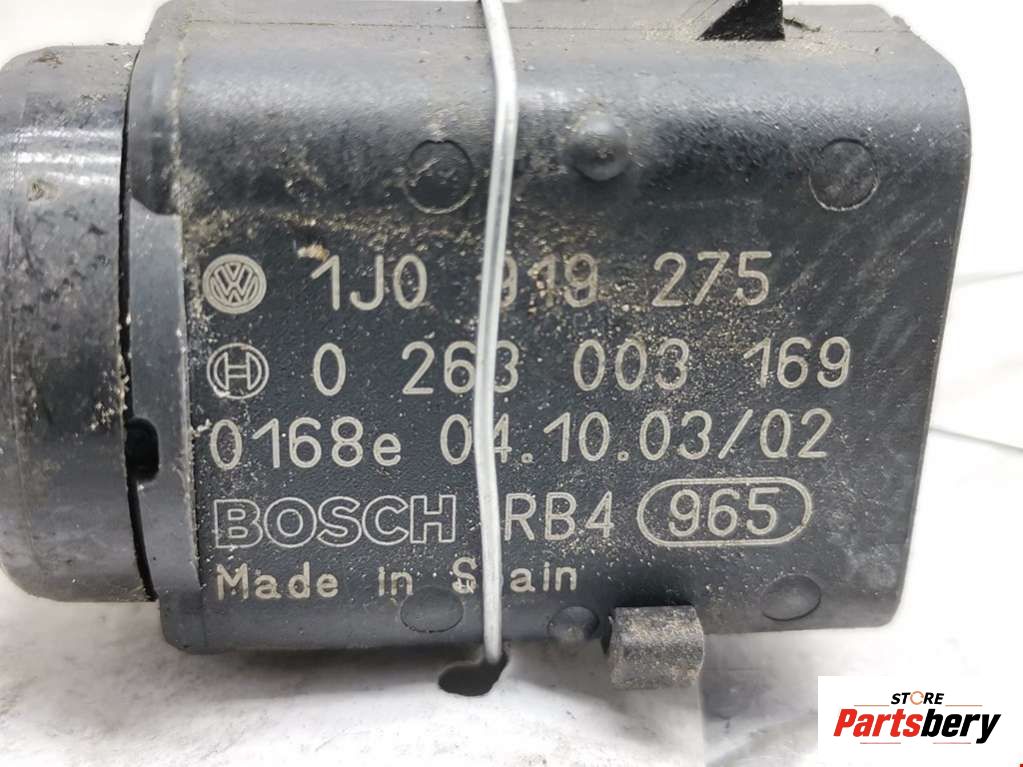 VW 1J0 919 275
H 0 263 003 169
0168e 04.10.03/02
BOSCH RB4 965
Made in Spain
STORE
Partsbery